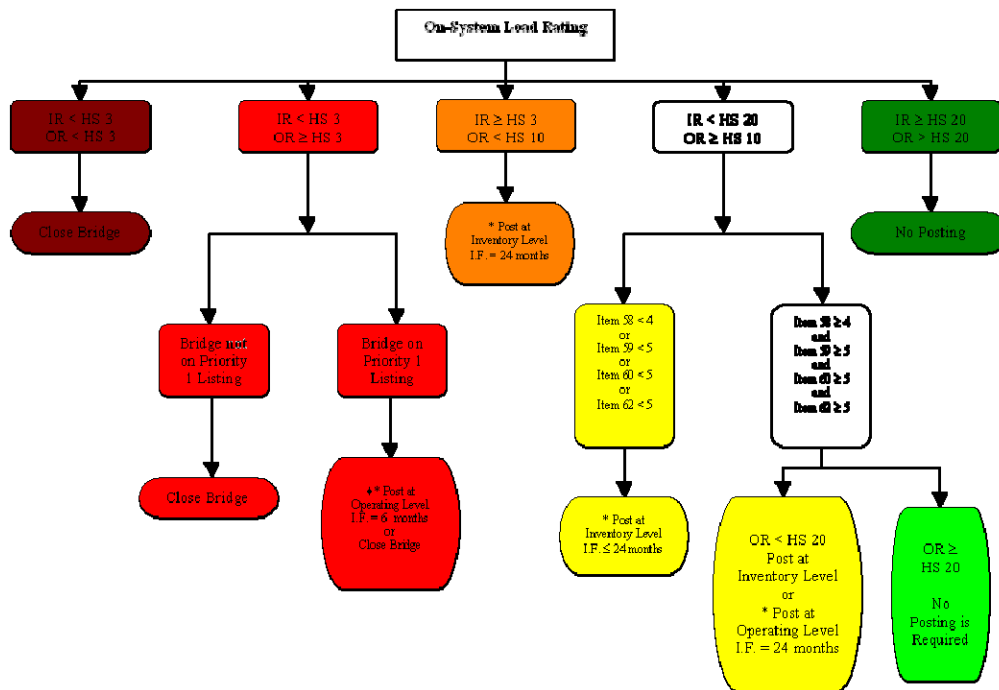 On-System Load Rating
IR < HS 3
OR < HS 3
IR < HS 3
OR ≥ HS 3
IR ≥ HS 3
OR < HS 10
IR < HS 20
OR ≥ HS 10
IR ≥ HS 20
OR > HS 20
Close Bridge
* Post at
Inventory Level
I.F. = 24 months
No Posting
Bridge not
on Priority
1 Listing
Bridge on
Priority 1
Listing
Item 58 < 4
or
Item 59 < 5
or
Item 60 < 5
or
Item 62 < 5
Item 58 ≥ 4
and
Item 59 ≥ 5
and
Item 60 ≥ 5
and
Item 62 ≥ 5
Close Bridge
♦* Post at
Operating Level
I.F. = 6 months
or
Close Bridge
* Post at
Inventory Level
I.F. ≤ 24 months
OR < HS 20
Post at
Inventory Level
or
* Post at
Operating Level
I.F. = 24 months
OR ≥
HS 20
No
Posting is
Required